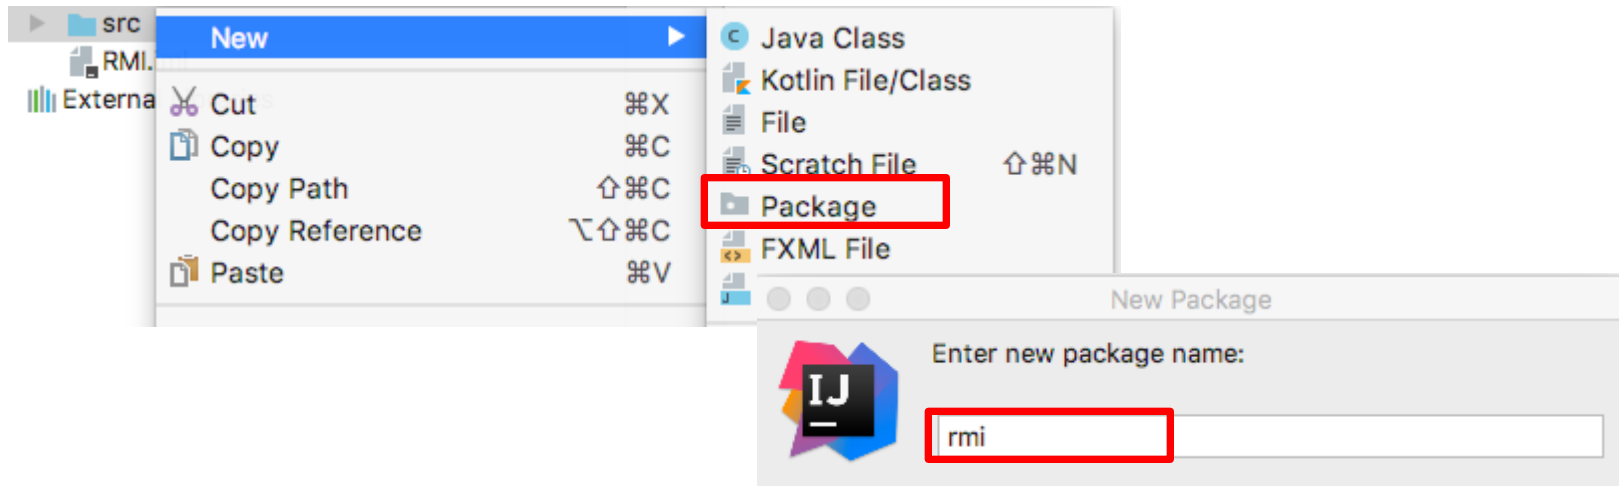 src
RMI.
Externa
New
Cut ⌘X
Copy ⌘C
Copy Path ⇧⌘C
Copy Reference ⌥⇧⌘C
Paste ⌘V
Java Class
Kotlin File/Class
File
Scratch File ⇧⌘N
Package
FXML File
New Package
IJ
Enter new package name:
rmi